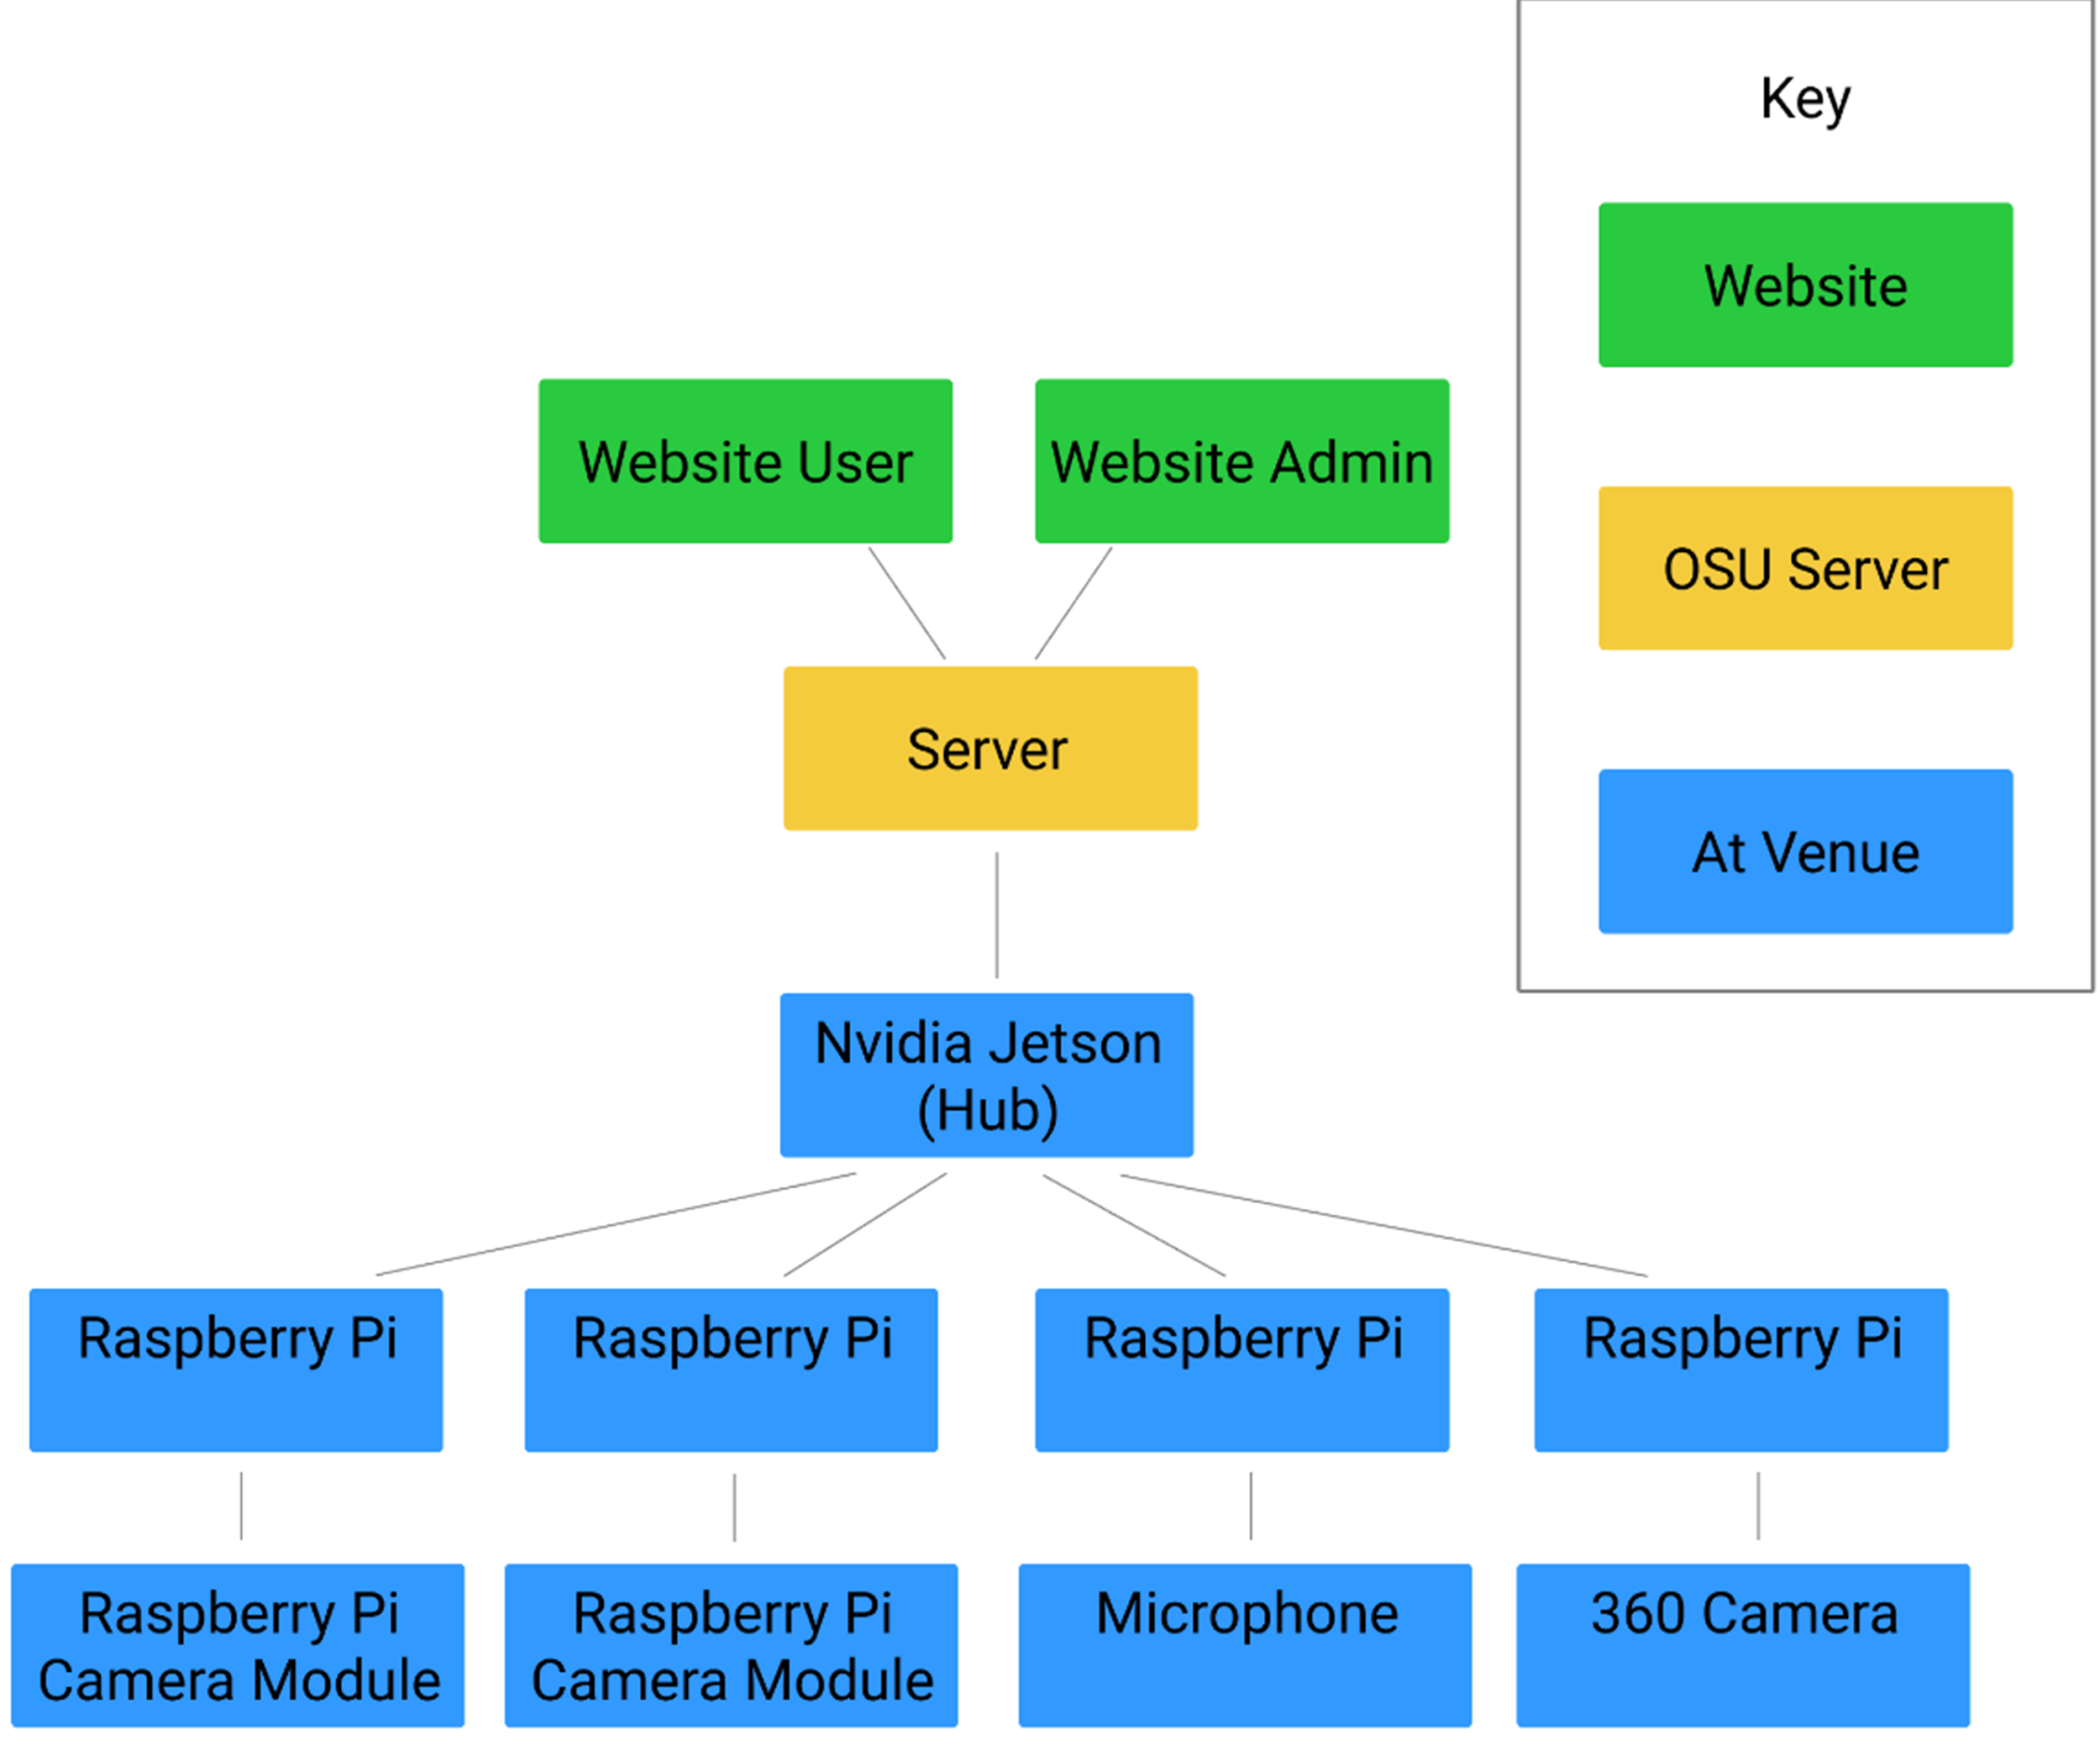 Key
Website
OSU Server
At Venue
Website User
Website Admin
Server
Nvidia Jetson
(Hub)
Raspberry Pi
Raspberry Pi
Raspberry Pi
Raspberry Pi
Raspberry Pi
Camera Module
Raspberry Pi
Camera Module
Microphone
360 Camera